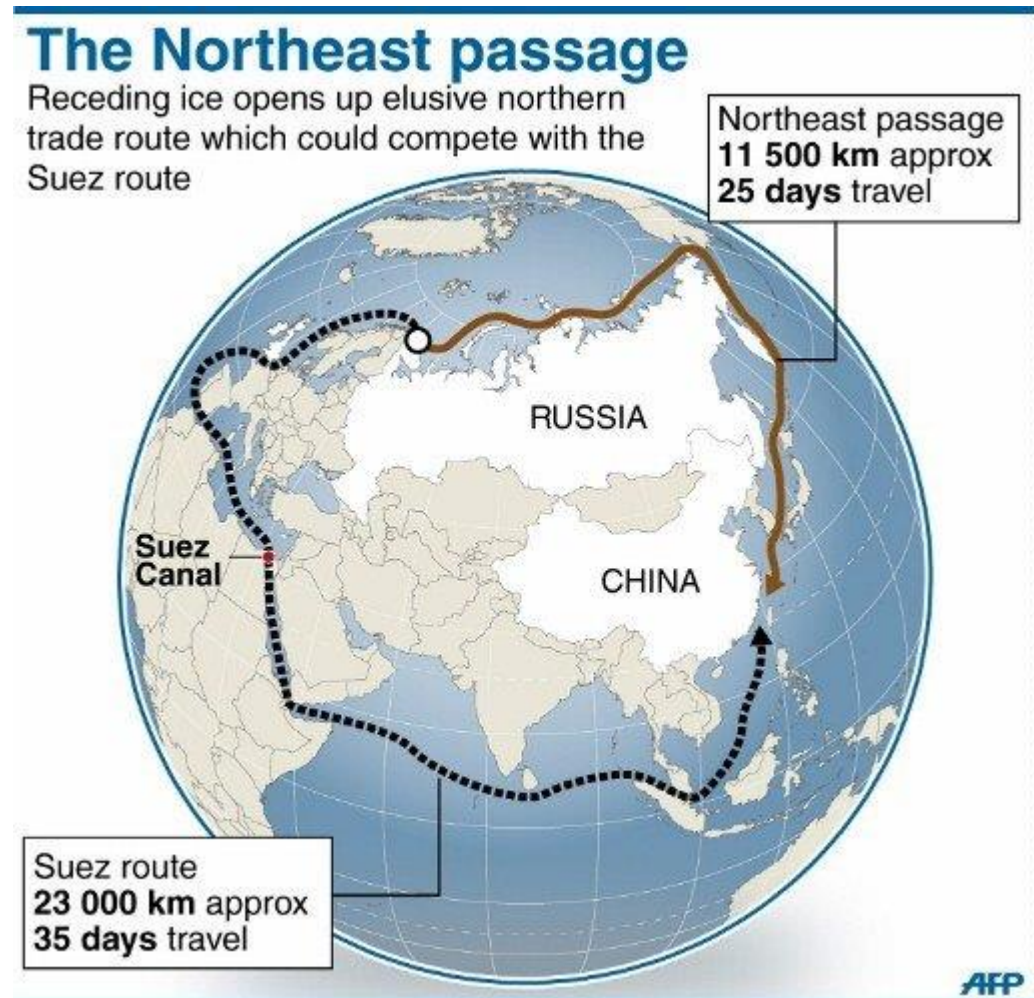 The Northeast passage
Receding ice opens up elusive northern
trade route which could compete with the
Suez route
Northeast passage
11 500 km approx
25 days travel
RUSSIA
Suez
Canal
CHINA
Suez route
23 000 km approx
35 days travel
AFP